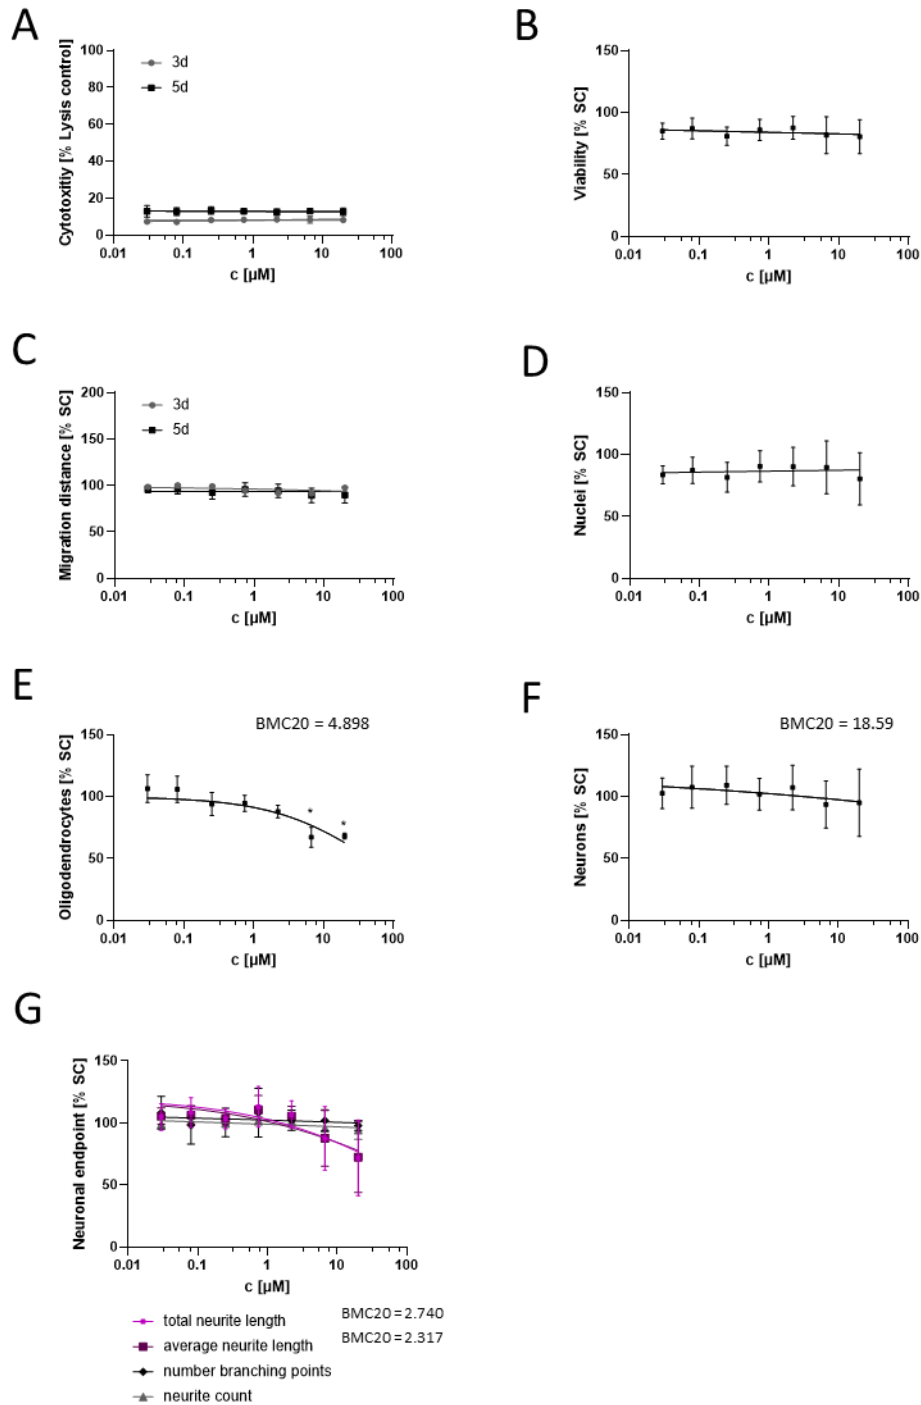 A
Cytotoxitiy [% Lysis control]
100
80
60
40
20
0
3d
5d
0.01 0.1 1 10 100
c [µM]
B
Viability [% SC]
150
100
50
0
0.01 0.1 1 10 100
c [µM]
C
Migration distance [% SC]
200
150
100
50
0
3d
5d
0.01 0.1 1 10 100
c [µM]
D
Nuclei [% SC]
150
100
50
0
0.01 0.1 1 10 100
c [µM]
E
BMC20 = 4.898
Oligodendrocytes [% SC]
150
100
50
0
* *
0.01 0.1 1 10 100
c [µM]
F
BMC20 = 18.59
Neurons [% SC]
150
100
50
0
0.01 0.1 1 10 100
c [µM]
G
Neuronal endpoint [% SC]
150
100
50
0
0.01 0.1 1 10 100
c [µM]
total neurite length BMC20 = 2.740
average neurite length BMC20 = 2.317
number branching points
neurite count